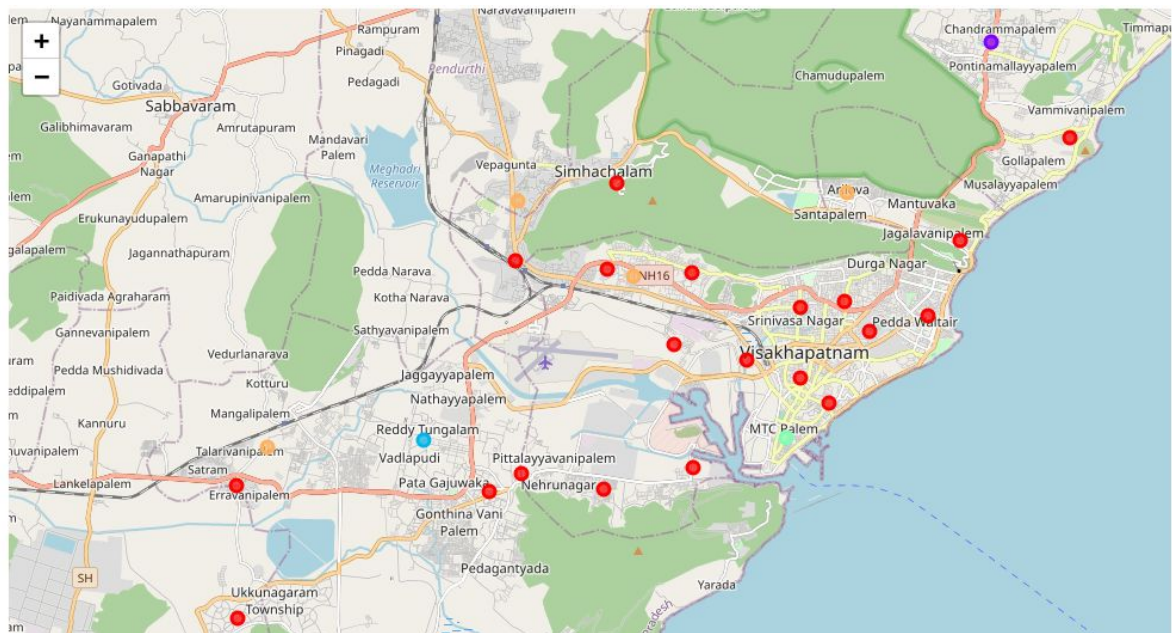 +
−
Nayanammapalem
Naravavanipalem
Rampuram
Pinagadi
Pendurthi
Pedagadi
Gotivada
Sabbavaram
Galibhimavaram
Amrutapuram
Mandavari
Palem
Ganapathi
Nagar
Amarupinivanipalem
Meghadri
Reservoir
Vepagunta
Simhachalam
Chamudupalem
Chandrammapalem
Timmapu
Pontinamallayyapalem
Vammivanipalem
Gollapalem
Musalayyapalem
Arilova
Mantuvaka
Santapalem
Jagalavanipalem
Durga Nagar
Erukunayudupalem
galapalem
Jagannathapuram
Paidivada Agraharam
Gannevanipalem
Pedda Narava
Kotha Narava
Sathyavanipalem
NH16
Srinivasa Nagar
Pedda Waltair
Visakhapatnam
Vedurlanarava
Pedda Mushidivada
Kotturu
eddipalem
Jaggayyapalem
Nathayyapalem
Mangalipalem
Kannuru
Reddy Tungalam
MTC Palem
nuvanipalem
Talarivanipalem
Vadlapudi
Pittalayyavanipalem
Satram
Lankelapalem
Erravanipalem
Pata Gajuwaka
Nehrunagar
Gonthina Vani
Palem
SH
Pedagantyada
Yarada
Ukkunagaram
Township